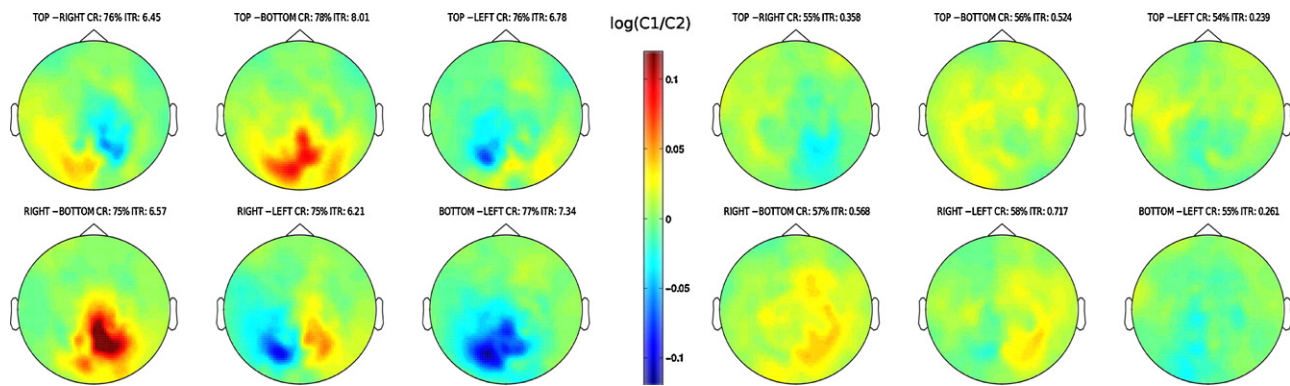 TOP −RIGHT CR: 76% ITR: 6.45
TOP −BOTTOM CR: 78% ITR: 8.01
TOP −LEFT CR: 76% ITR: 6.78
log(C1/C2)
TOP −RIGHT CR: 55% ITR: 0.358
TOP −BOTTOM CR: 56% ITR: 0.524
TOP −LEFT CR: 54% ITR: 0.239
0.1
0.05
0
−0.05
−0.1
RIGHT −BOTTOM CR: 75% ITR: 6.57
RIGHT −LEFT CR: 75% ITR: 6.21
BOTTOM −LEFT CR: 77% ITR: 7.34
RIGHT −BOTTOM CR: 57% ITR: 0.568
RIGHT −LEFT CR: 58% ITR: 0.717
BOTTOM −LEFT CR: 55% ITR: 0.261